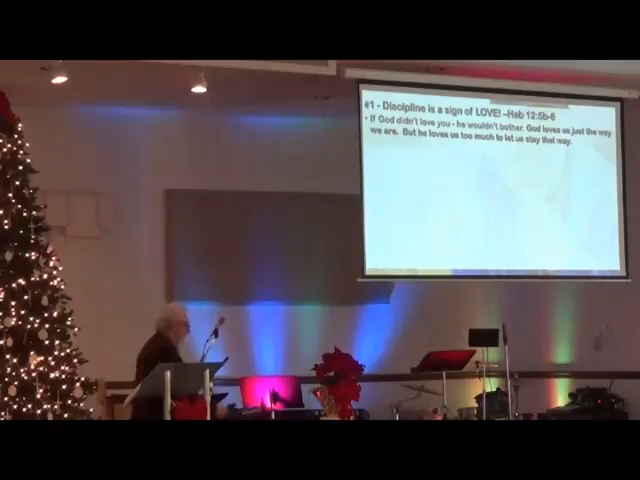 #1 - Discipline is a sign of LOVE! –Heb 12:5b-6
• If God didn't love you - he wouldn't bother. God loves us just the way
we are. But he loves us too much to let us stay that way.